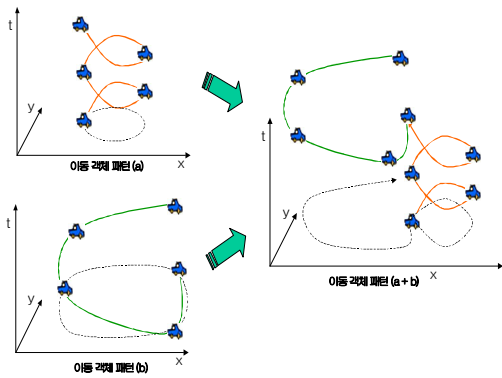 t
y
x
이동 객체 패턴 (a)
t
y
x
이동 객체 패턴 (b)
t
y
x
이동 객체 패턴 (a + b)